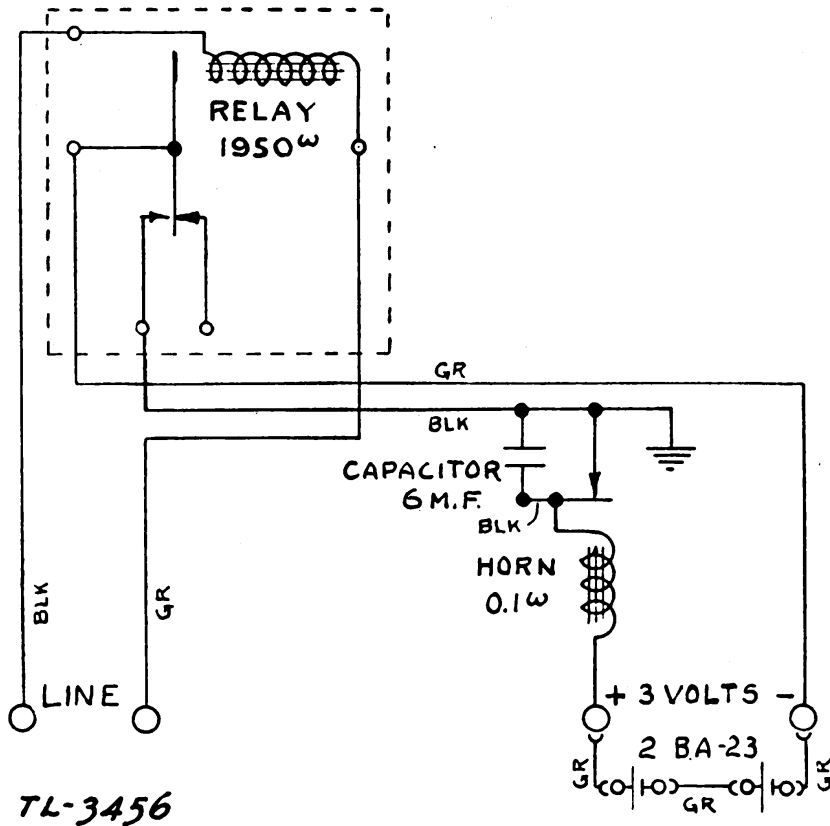 RELAY
1950ω
GR
BLK
CAPACITOR
6 M.F.
BLK
HORN
0.1ω
BLK
GR
LINE
+ 3 VOLTS -
2 BA-23
GR
GR
GR
TL-3456